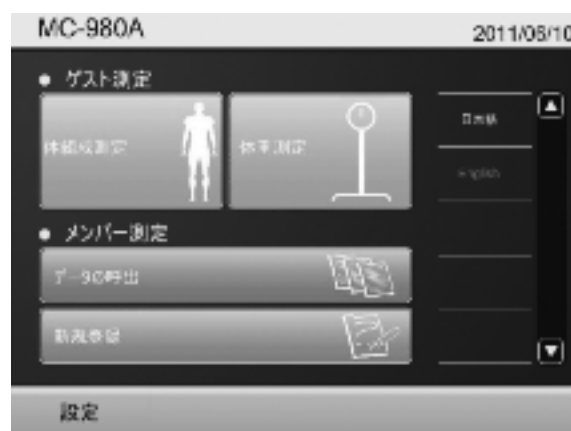 MC-980A
2011/06/10
ゲスト測定
体組成測定
体重測定
日本語
English
メンバー測定
データの呼出
新規登録
設定